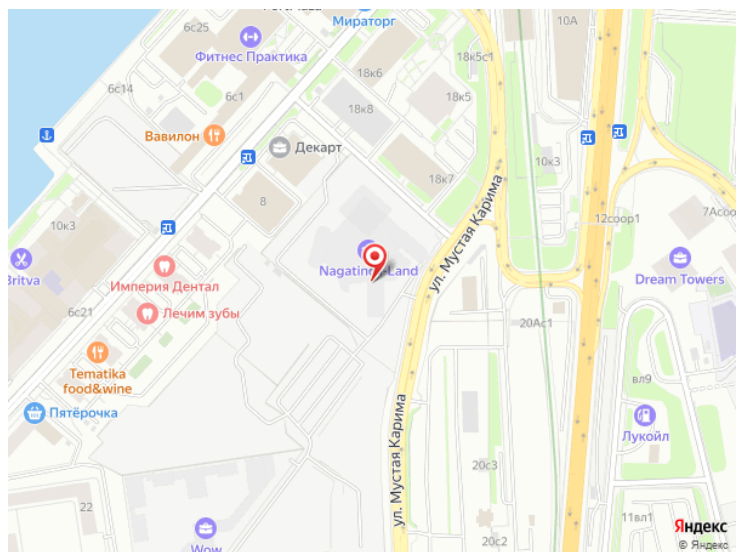 6с25
Мираторг
10А
Фитнес Практика
18к5с1
18к6
6с14
6с1
18к5
18к8
Вавилон
Декарт
10к3
18к7
8
10к3
12соор1
7Асоо
Britva
Nagatino-Land
ул. Мустая Карима
Империя Дентал
Dream Towers
6с21
Лечим зубы
20Ас1
Tematika
food&wine
вл9
Пятёрочка
Лукойл
ул. Мустая Карима
20с3
22
11вл1
Wow
20с2
Яндекс
© Яндекс